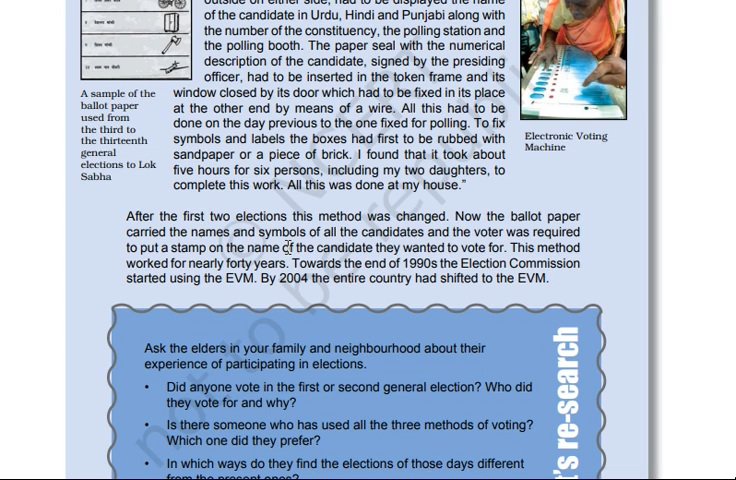 outside on either side, had to be displayed the name
of the candidate in Urdu, Hindi and Punjabi along with
the number of the constituency, the polling station and
the polling booth. The paper seal with the numerical
description of the candidate, signed by the presiding
officer, had to be inserted in the token frame and its
window closed by its door which had to be fixed in its place
at the other end by means of a wire. All this had to be
done on the day previous to the one fixed for polling. To fix
symbols and labels the boxes had first to be rubbed with
sandpaper or a piece of brick. I found that it took about
five hours for six persons, including my two daughters, to
complete this work. All this was done at my house.”
A sample of the
ballot paper
used from
the third to
the thirteenth
general
elections to Lok
Sabha
Electronic Voting
Machine
After the first two elections this method was changed. Now the ballot paper
carried the names and symbols of all the candidates and the voter was required
to put a stamp on the name of the candidate they wanted to vote for. This method
worked for nearly forty years. Towards the end of 1990s the Election Commission
started using the EVM. By 2004 the entire country had shifted to the EVM.
Ask the elders in your family and neighbourhood about their
experience of participating in elections.
• Did anyone vote in the first or second general election? Who did
they vote for and why?
• Is there someone who has used all the three methods of voting?
Which one did they prefer?
• In which ways do they find the elections of those days different
from the present ones?
t's re-search
© NCERT
not to be republi